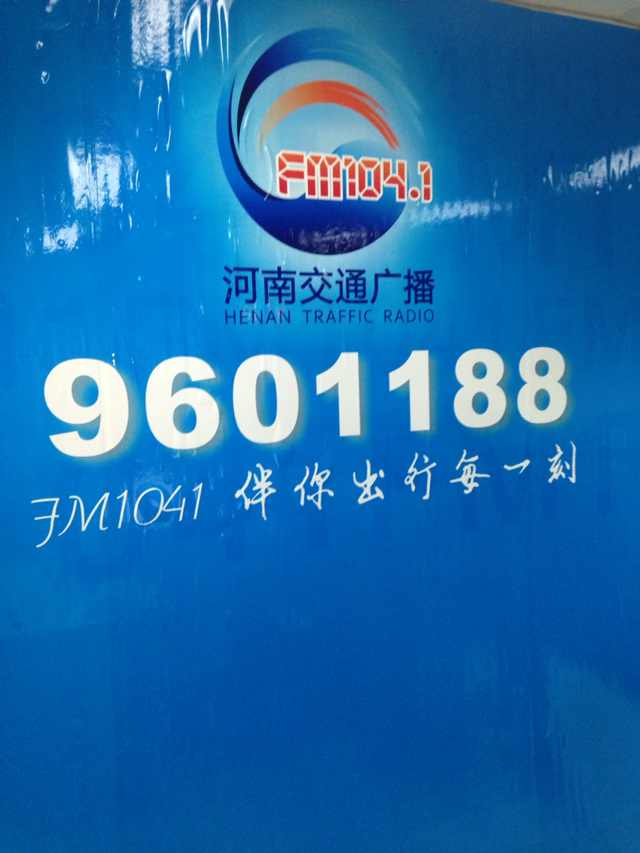 FM104.1
河南交通广播
HENAN TRAFFIC RADIO
9601188
FM1041 伴你出行每一刻